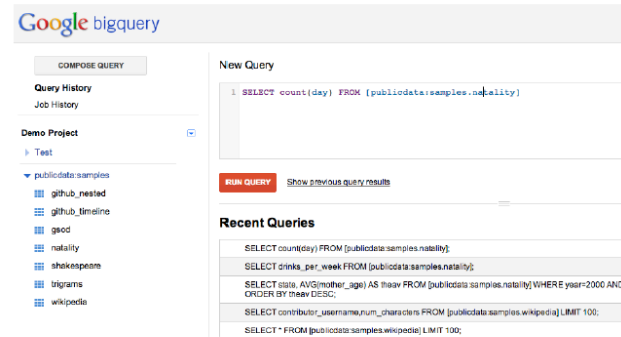 Google bigquery
COMPOSE QUERY
Query History
Job History
Demo Project
Test
publicdata:samples
github_nested
github_timeline
gsod
natality
shakespeare
trigrams
wikipedia
New Query
1 SELECT count(day) FROM [publicdata:samples.natality]
RUN QUERY Show previous query results
Recent Queries
SELECT count(day) FROM [publicdata:samples.natality];
SELECT drinks_per_week FROM [publicdata:samples.natality];
SELECT state, AVG(mother_age) AS theav FROM [publicdata:samples.natality] WHERE year=2000 AND
ORDER BY theav DESC;
SELECT contributor_username,num_characters FROM [publicdata:samples.wikipedia] LIMIT 100;
SELECT * FROM [publicdata:samples.wikipedia] LIMIT 100;